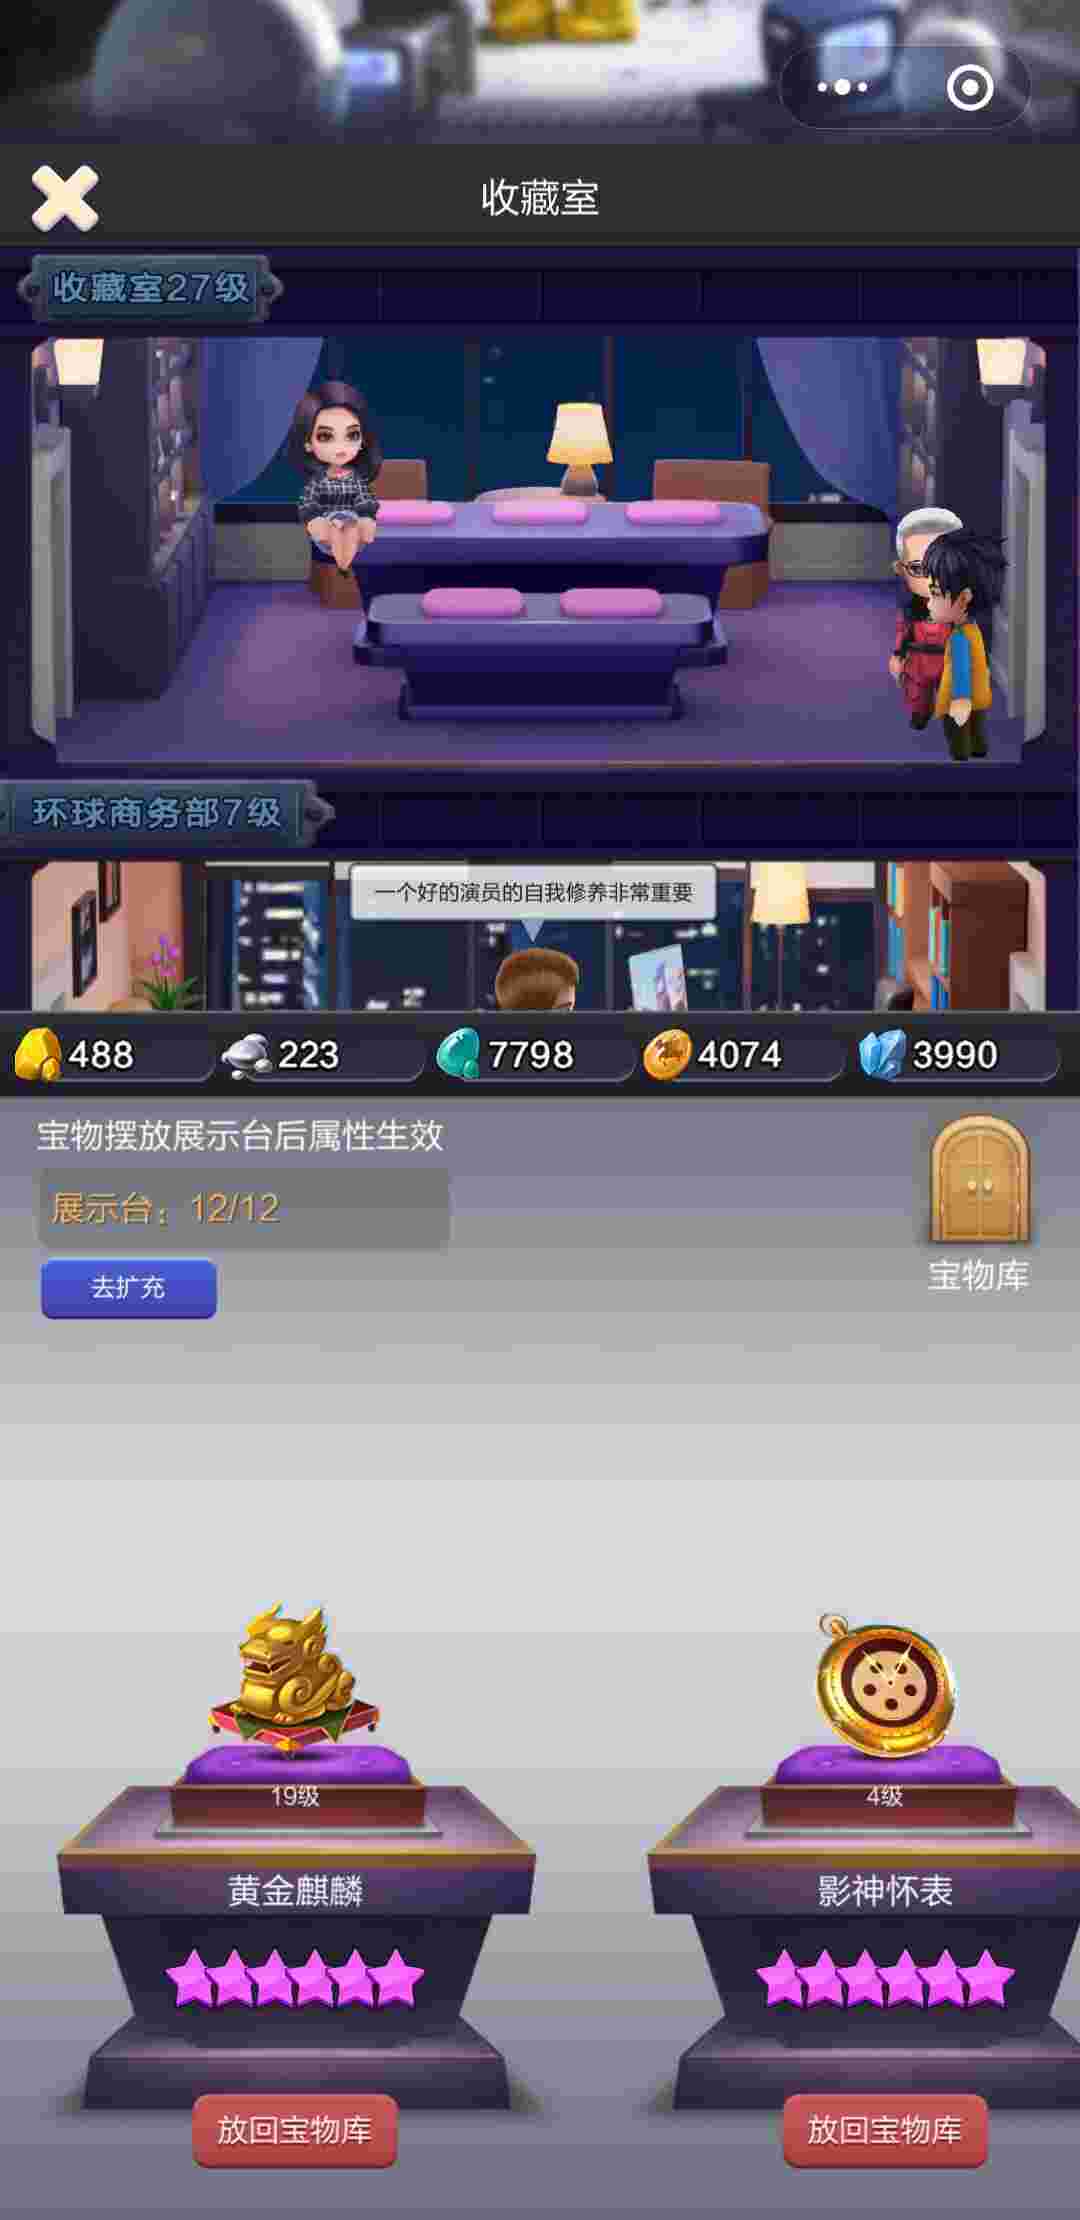 收藏室
收藏室27级
环球商务部7级
一个好的演员的自我修养非常重要
488
223
7798
4074
3990
宝物摆放展示台后属性生效
展示台：12/12
去扩充
宝物库
19级
4级
黄金麒麟
影神怀表
放回宝物库
放回宝物库